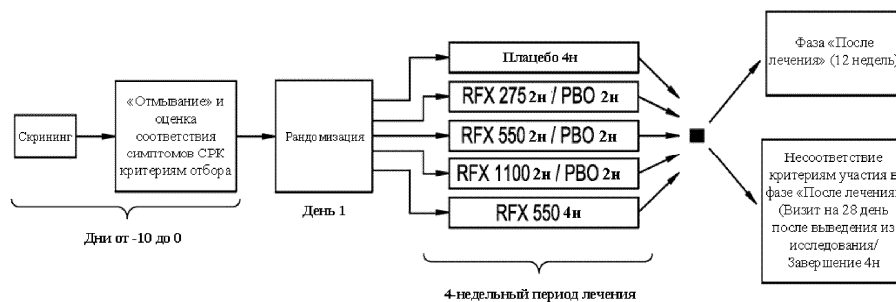 Скрининг
«Отмывание» и
оценка
соответствия
симптомов СРК
критериям отбора
Дни от -10 до 0
Рандомизация
День 1
Плацебо 4н
RFX 275 2н / PBO 2н
RFX 550 2н / PBO 2н
RFX 1100 2н / PBO 2н
RFX 550 4н
4-недельный период лечения
Фаза «После
лечения» (12 недель)
Несоответствие
критериям участия в
фазе «После лечения»
(Визит на 28 день
после выведения из
исследования/
Завершение 4н